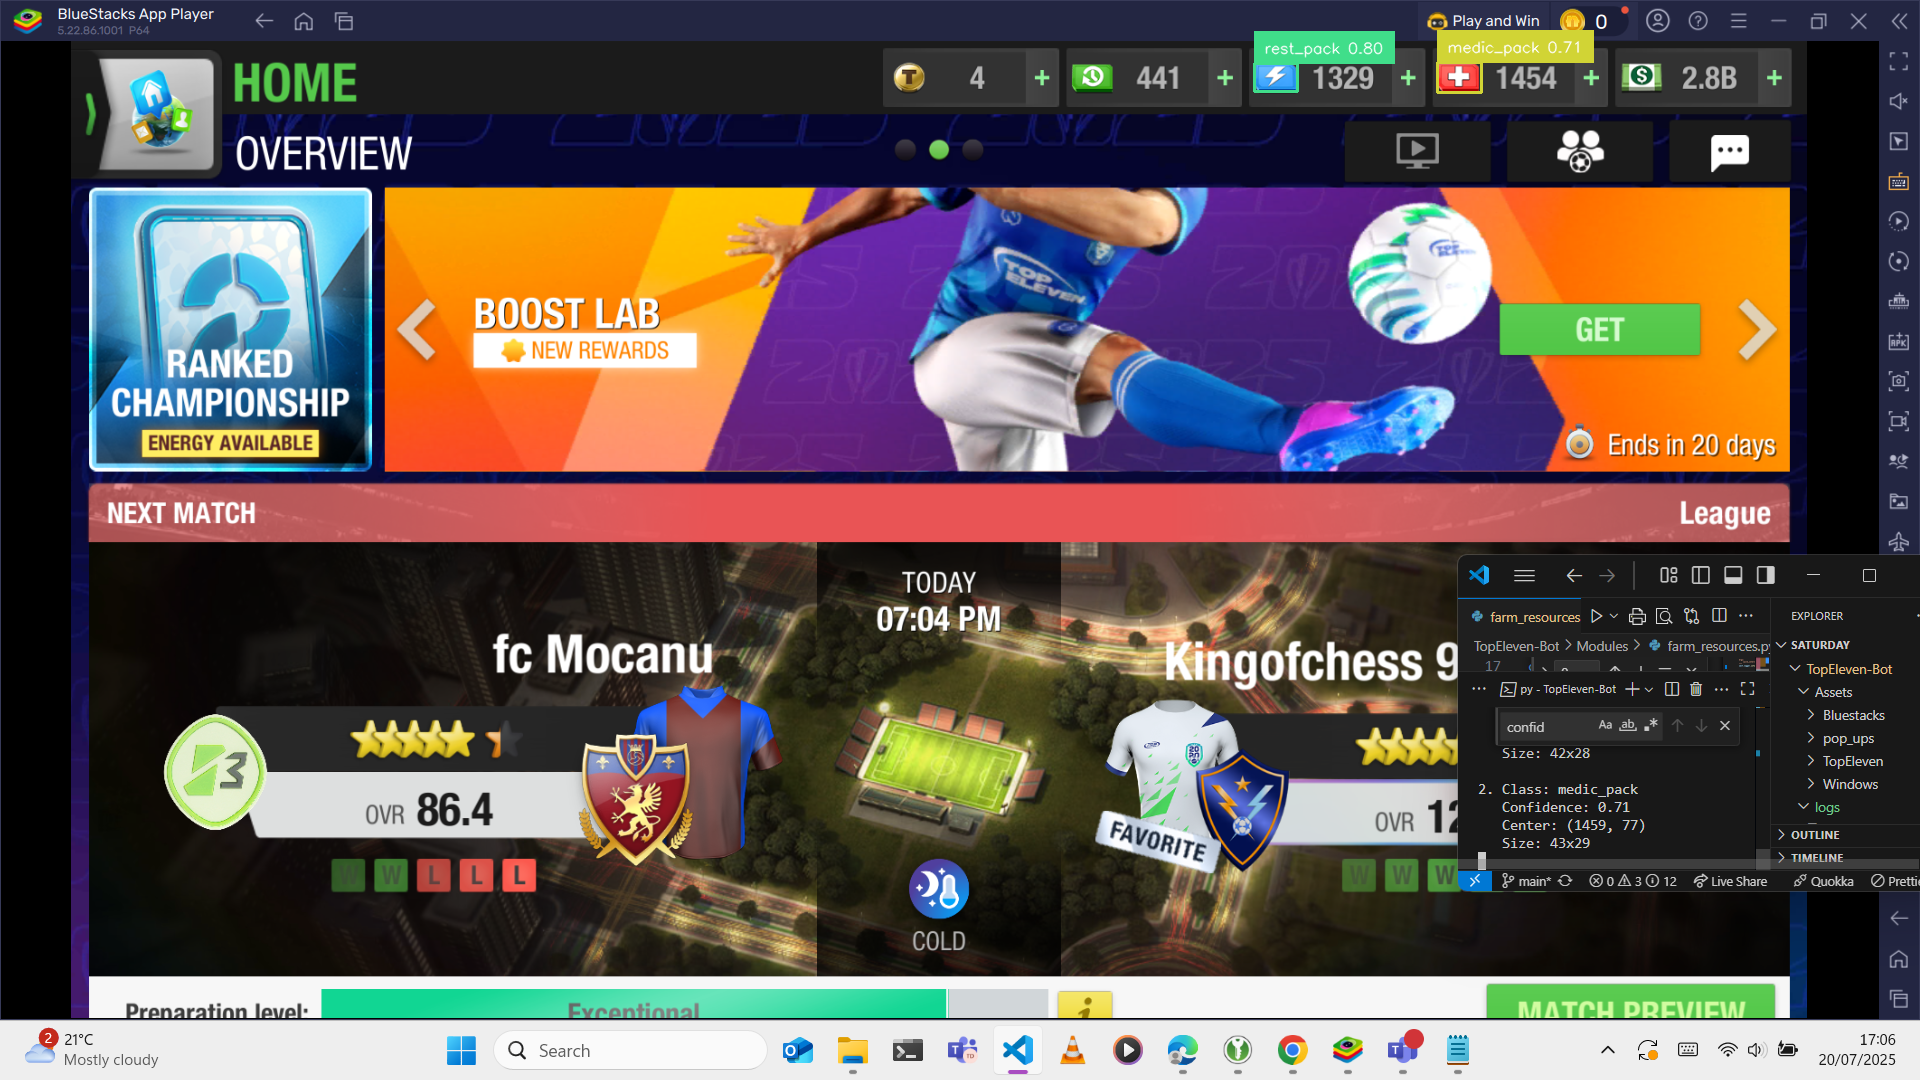 BlueStacks App Player
5.22.86.1001 P64
Play and Win
0
rest_pack 0.80
medic_pack 0.71
HOME
4
441
1329
1454
2.8B
OVERVIEW
RANKED
CHAMPIONSHIP
ENERGY AVAILABLE
BOOST LAB
NEW REWARDS
TOP
ELEVEN
GET
Ends in 20 days
NEXT MATCH
League
TODAY
07:04 PM
fc Mocanu
Kingofchess 9
OVR 86.4
W W L L L
FAVORITE
OVR 12
W W W
COLD
Preparation level:
Exceptional
MATCH PREVIEW
farm_resources
TopEleven-Bot > Modules > farm_resources.py
17
py - TopEleven-Bot
confid
Size: 42x28
2. Class: medic_pack
Confidence: 0.71
Center: (1459, 77)
Size: 43x29
EXPLORER
SATURDAY
TopEleven-Bot
Assets
Bluestacks
pop_ups
TopEleven
Windows
logs
OUTLINE
TIMELINE
main* 0 3 12 Live Share Quokka Pretti
2
21°C
Mostly cloudy
Search
17:06
20/07/2025